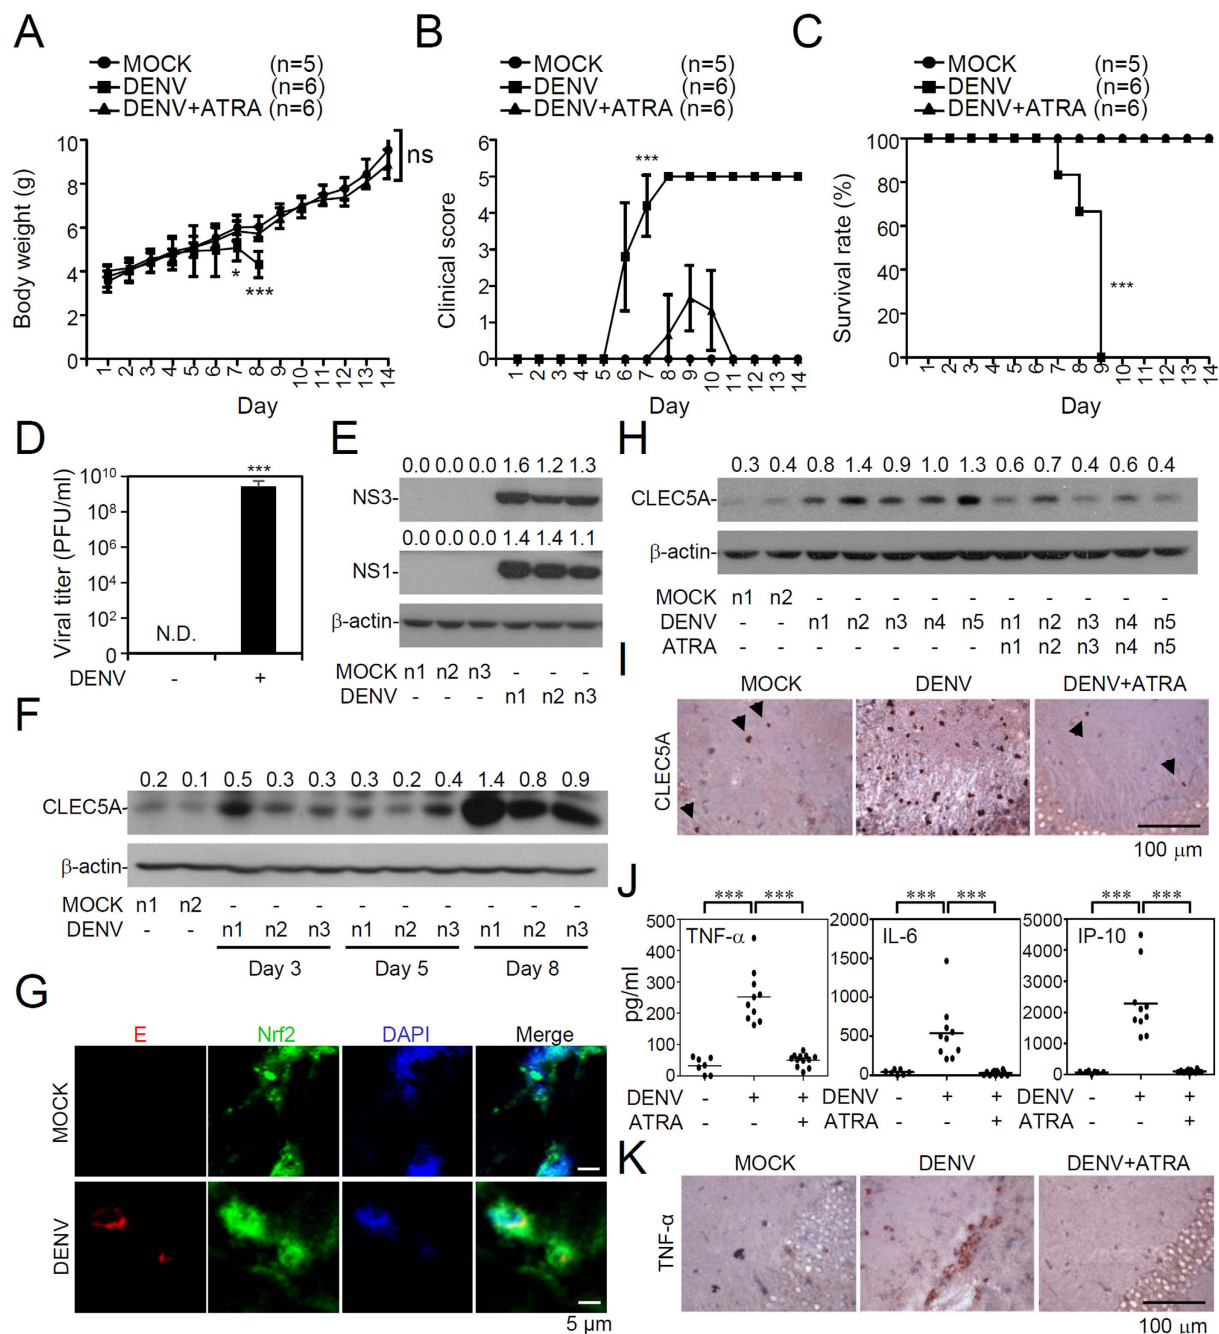 A
MOCK (n=5)
DENV (n=6)
DENV+ATRA (n=6)
10
8
6
4
2
0
Body weight (g)
ns
*
***
1 2 3 4 5 6 7 8 9 10 11 12 13 14
Day
B
MOCK (n=5)
DENV (n=6)
DENV+ATRA (n=6)
6
5
4
3
2
1
0
Clinical score
***
1 2 3 4 5 6 7 8 9 10 11 12 13 14
Day
C
MOCK (n=5)
DENV (n=6)
DENV+ATRA (n=6)
100
80
60
40
20
0
Survival rate (%)
***
1 2 3 4 5 6 7 8 9 10 11 12 13 14
Day
D
Viral titer (PFU/ml)
10^10
10^8
10^6
10^4
10^2
0
***
N.D.
DENV - +
E
0.0 0.0 0.0 1.6 1.2 1.3
NS3-
0.0 0.0 0.0 1.4 1.4 1.1
NS1-
β-actin-
MOCK n1 n2 n3 - - -
DENV - - - n1 n2 n3
H
0.3 0.4 0.8 1.4 0.9 1.0 1.3 0.6 0.7 0.4 0.6 0.4
CLEC5A-
β-actin-
MOCK n1 n2 - - - - - - - - - -
DENV - - n1 n2 n3 n4 n5 n1 n2 n3 n4 n5
ATRA - - - - - - - n1 n2 n3 n4 n5
F
0.2 0.1 0.5 0.3 0.3 0.3 0.2 0.4 1.4 0.8 0.9
CLEC5A-
β-actin-
MOCK n1 n2 - - - - - - - - -
DENV - - n1 n2 n3 n1 n2 n3 n1 n2 n3
Day 3 Day 5 Day 8
I
MOCK DENV DENV+ATRA
CLEC5A
100 μm
G
E Nrf2 DAPI Merge
MOCK
DENV
5 μm
J
*** ***
TNF-α
500
400
300
200
100
0
pg/ml
DENV - + +
ATRA - - +
*** ***
IL-6
2000
1500
1000
500
0
DENV - + +
ATRA - - +
*** ***
IP-10
5000
4000
3000
2000
1000
0
DENV - + +
ATRA - - +
K
MOCK DENV DENV+ATRA
TNF-α
100 μm